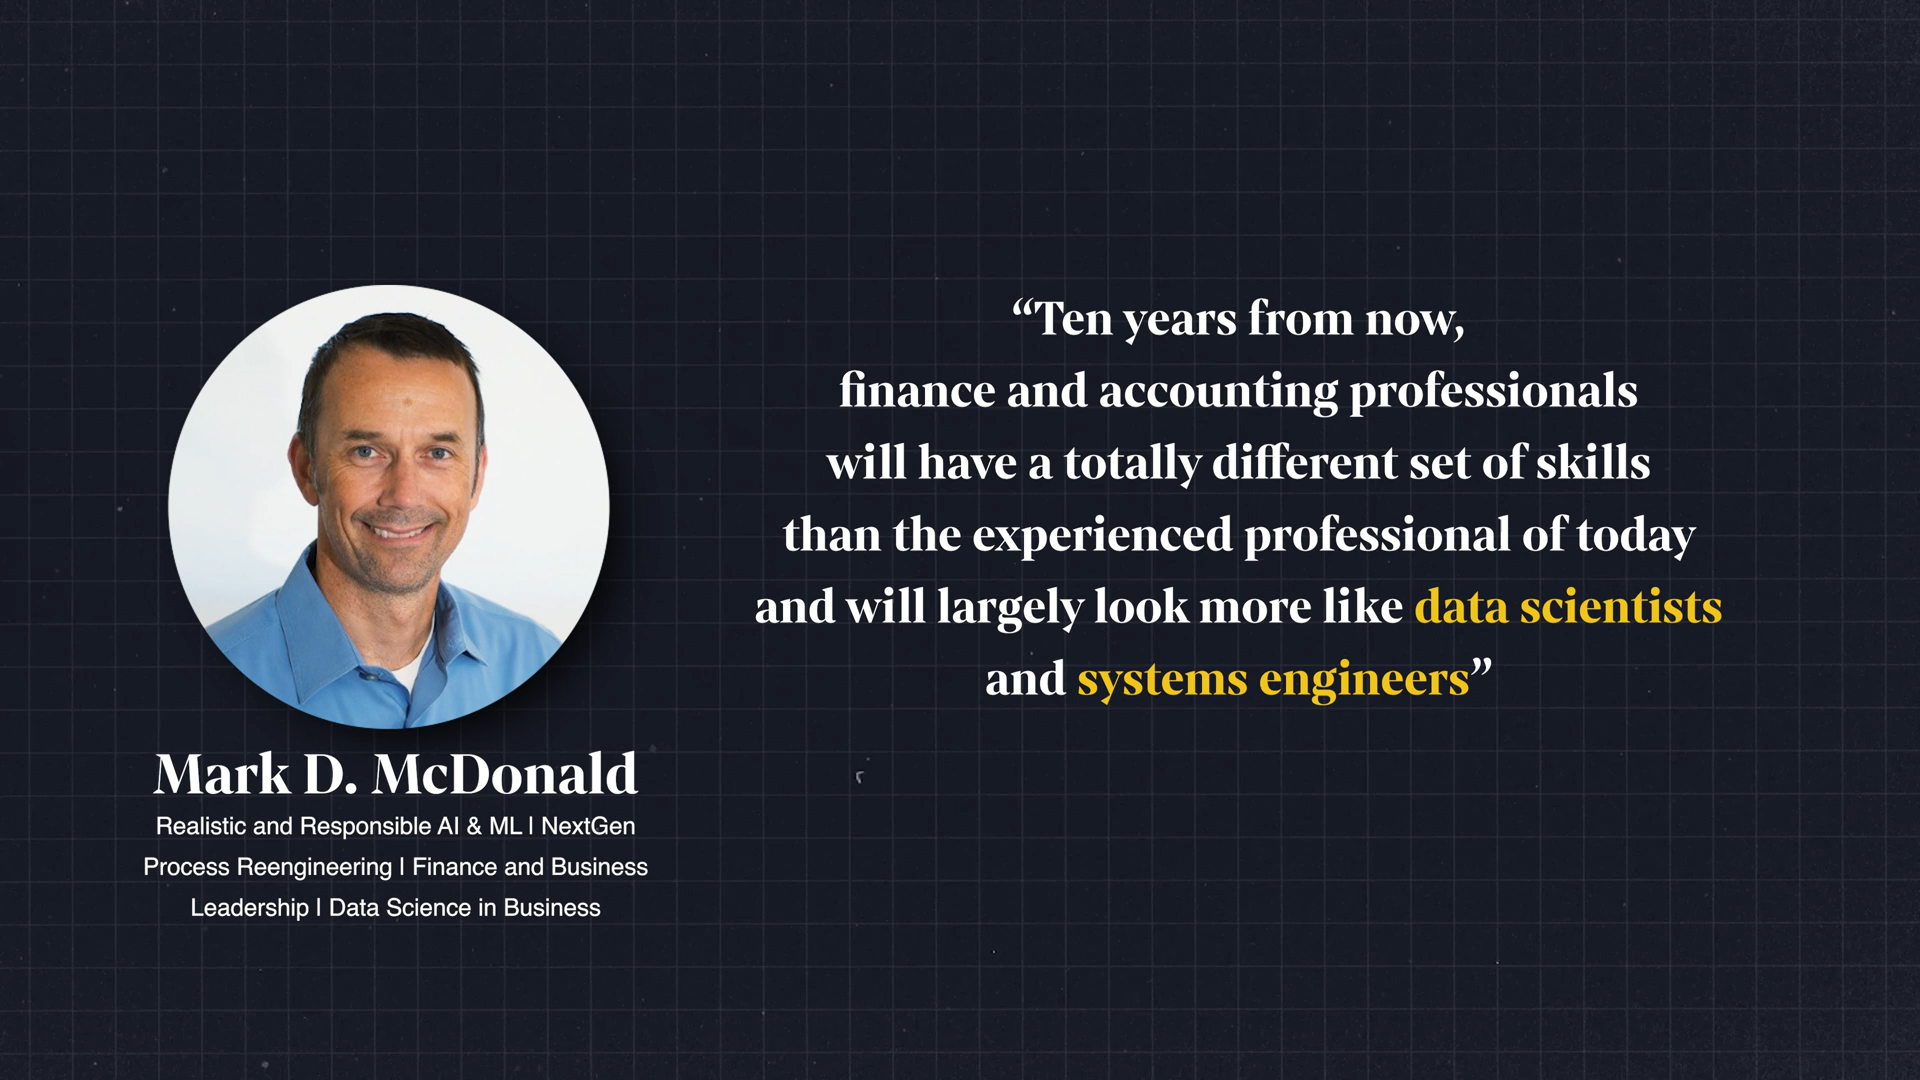 “Ten years from now,
finance and accounting professionals
will have a totally different set of skills
than the experienced professional of today
and will largely look more like data scientists
and systems engineers”
Mark D. McDonald
Realistic and Responsible AI & ML | NextGen
Process Reengineering | Finance and Business
Leadership | Data Science in Business